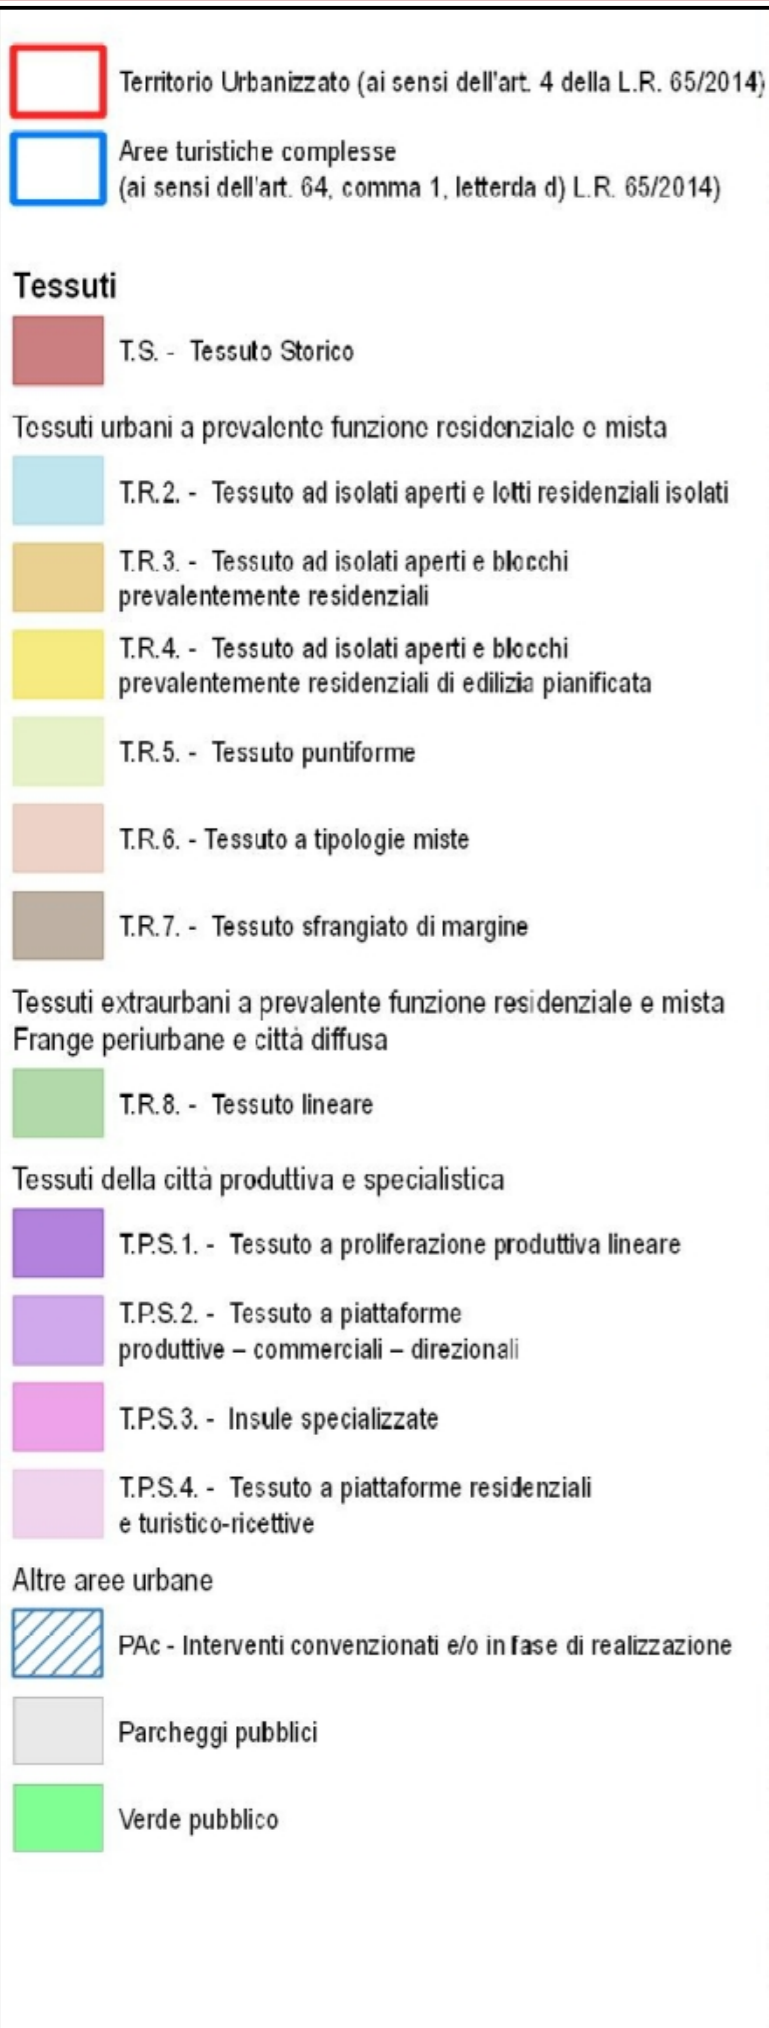 Territorio Urbanizzato (ai sensi dell'art. 4 della L.R. 65/2014)
Aree turistiche complesse
(ai sensi dell'art. 64, comma 1, letterda d) L.R. 65/2014)
Tessuti
T.S. - Tessuto Storico
Tessuti urbani a prevalente funzione residenziale e mista
T.R.2. - Tessuto ad isolati aperti e lotti residenziali isolati
T.R.3. - Tessuto ad isolati aperti e blocchi
prevalentemente residenziali
T.R.4. - Tessuto ad isolati aperti e blocchi
prevalentemente residenziali di edilizia pianificata
T.R.5. - Tessuto puntiforme
T.R.6. - Tessuto a tipologie miste
T.R.7. - Tessuto sfrangiato di margine
Tessuti extraurbani a prevalente funzione residenziale e mista
Frange periurbane e città diffusa
T.R.8. - Tessuto lineare
Tessuti della città produttiva e specialistica
T.P.S.1. - Tessuto a proliferazione produttiva lineare
T.P.S.2. - Tessuto a piattaforme
produttive – commerciali – direzionali
T.P.S.3. - Insule specializzate
T.P.S.4. - Tessuto a piattaforme residenziali
e turistico-ricettive
Altre aree urbane
PAc - Interventi convenzionati e/o in fase di realizzazione
Parcheggi pubblici
Verde pubblico